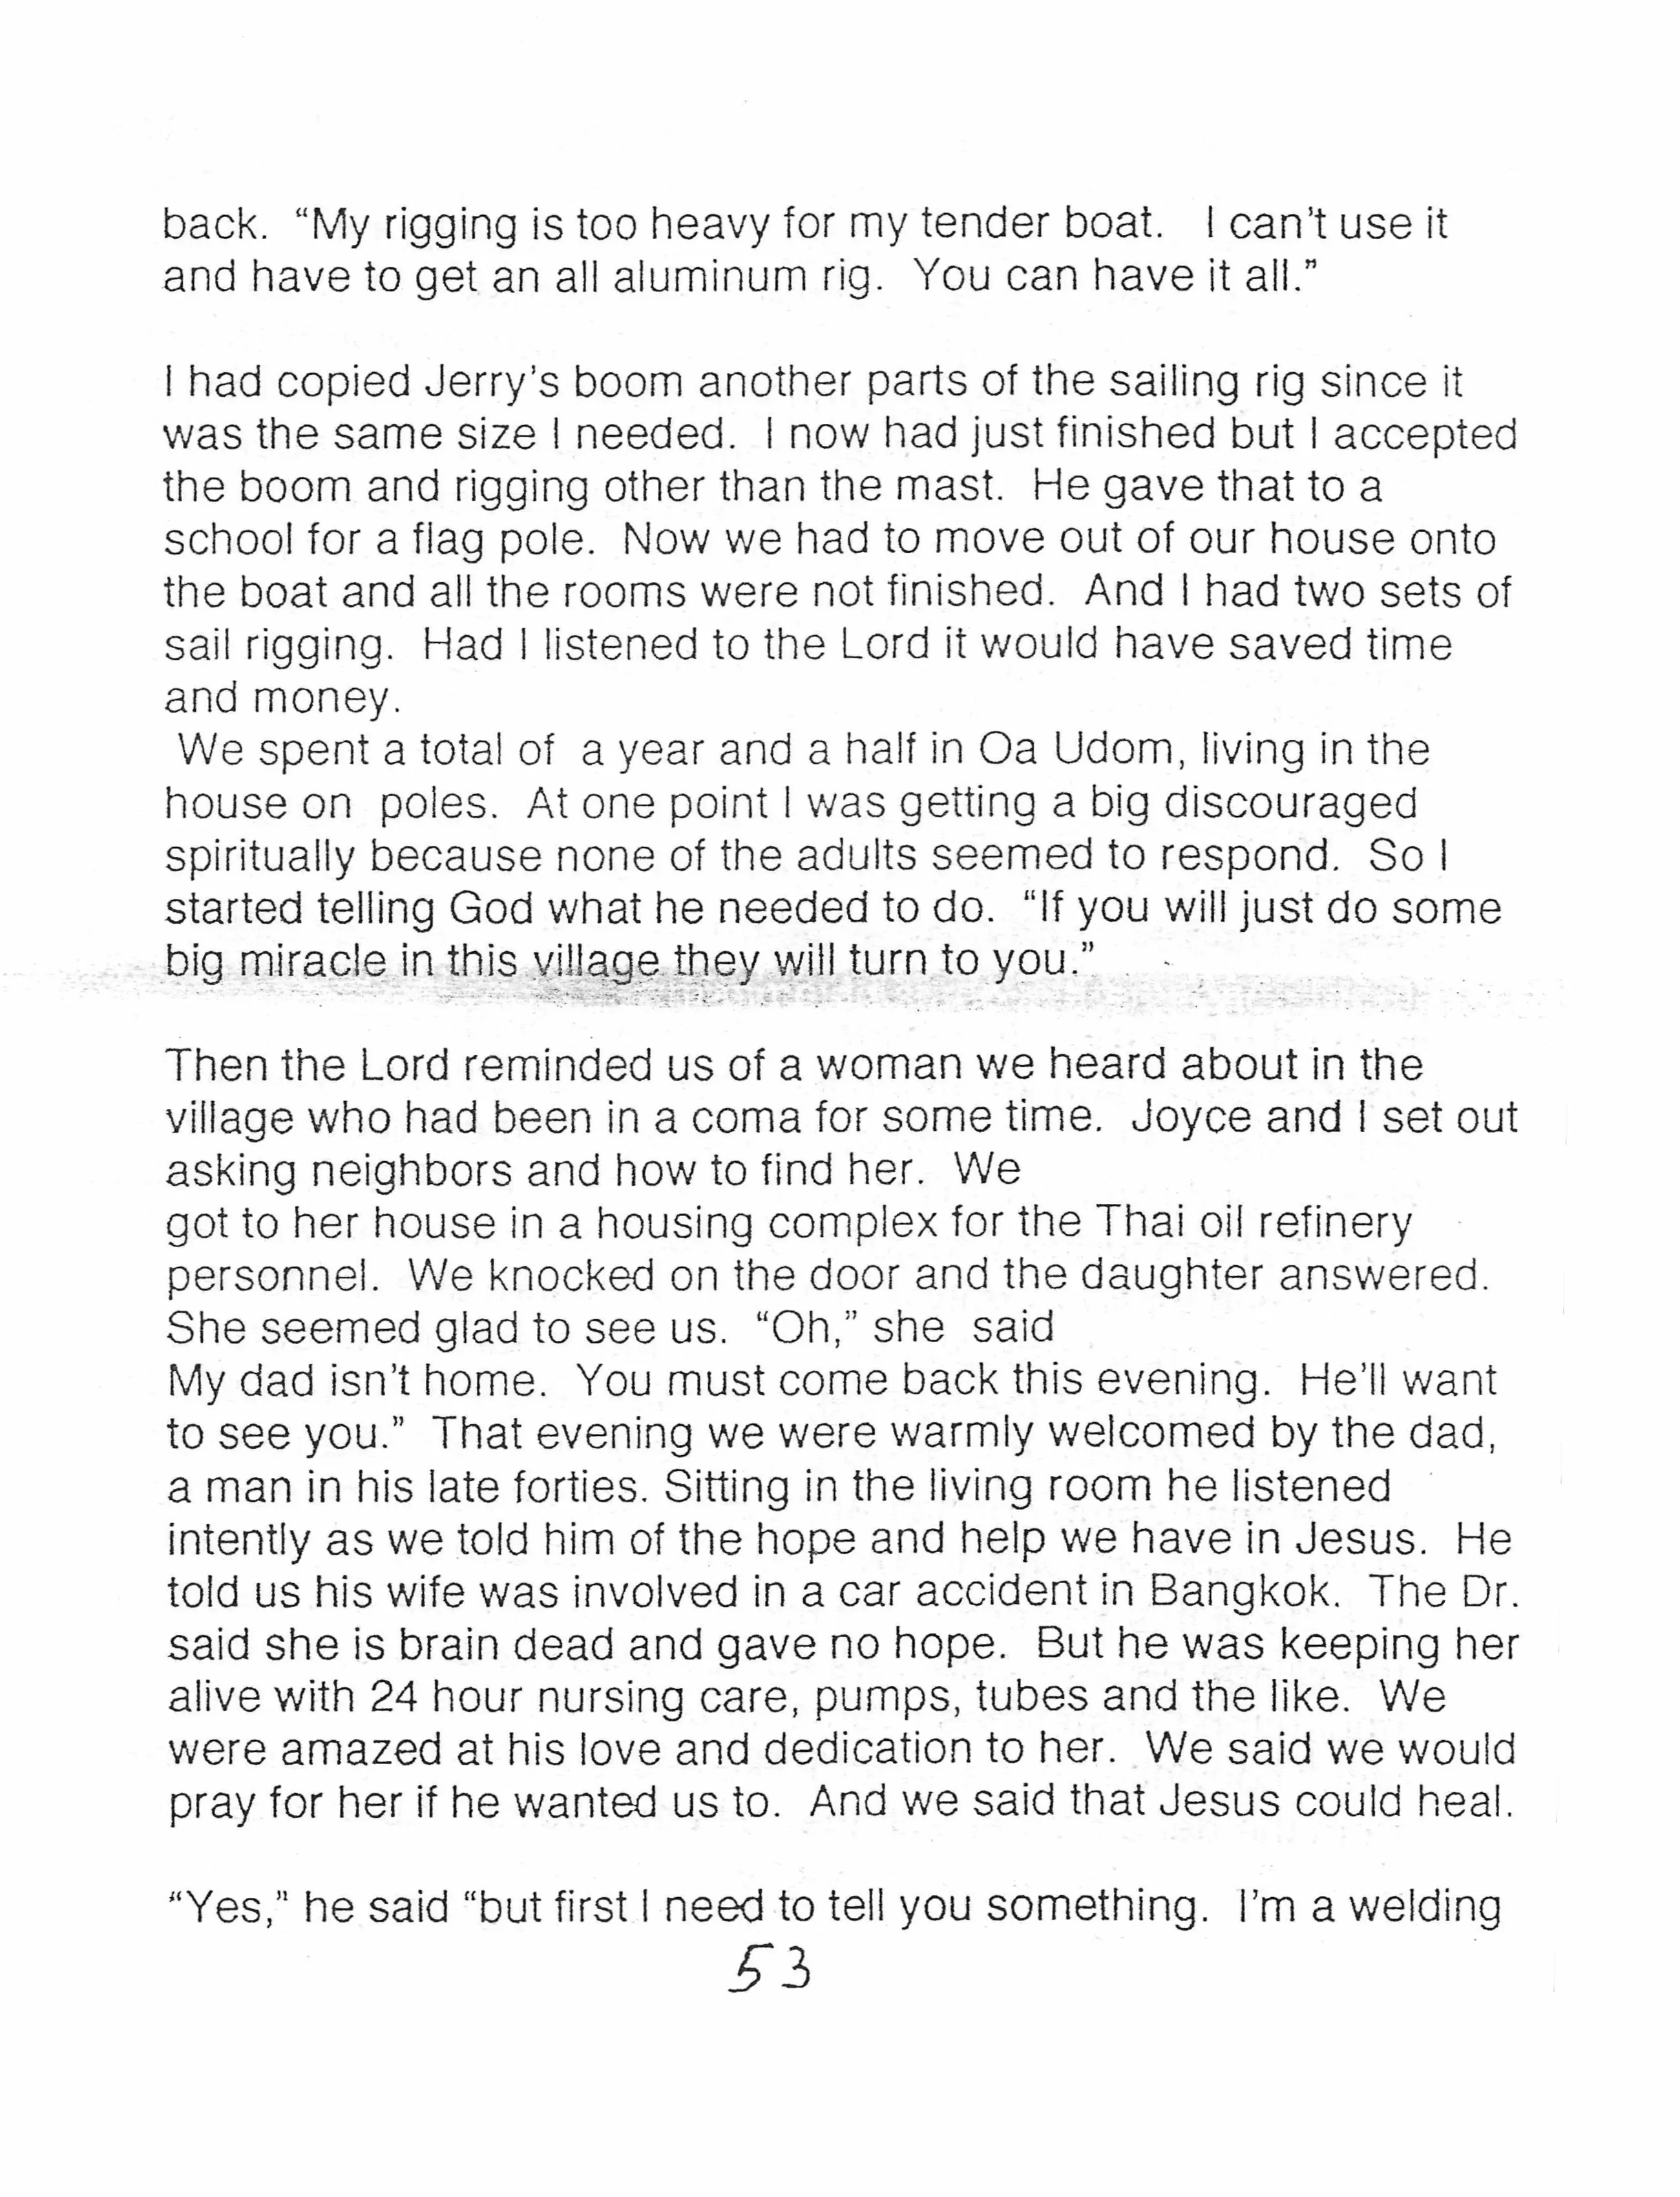 back.  “My rigging is too heavy for my tender boat.   I can't use it
and have to get an all aluminum rig.  You can have it all.”
I had copied Jerry's boom another parts of the sailing rig since it
was the same size I needed.  I now had just finished but I accepted
the boom and rigging other than the mast.  He gave that to a
school for a flag pole.  Now we had to move out of our house onto
the boat and all the rooms were not finished.  And I had two sets of
sail rigging.  Had I listened to the Lord it would have saved time
and money.
We spent a total of  a year and a half in Oa Udom, living in the
house on  poles.  At one point I was getting a big discouraged
spiritually because none of the adults seemed to respond.  So I
started telling God what he needed to do.  “If you will just do some
big miracle in this village they will turn to you.”
Then the Lord reminded us of a woman we heard about in the
village who had been in a coma for some time.  Joyce and I set out
asking neighbors and how to find her.  We
got to her house in a housing complex for the Thai oil refinery
personnel.  We knocked on the door and the daughter answered.
She seemed glad to see us.  “Oh,” she  said
My dad isn't home.  You must come back this evening.  He'll want
to see you.”  That evening we were warmly welcomed by the dad,
a man in his late forties. Sitting in the living room he listened
intently as we told him of the hope and help we have in Jesus.  He
told us his wife was involved in a car accident in Bangkok.  The Dr.
said she is brain dead and gave no hope.  But he was keeping her
alive with 24 hour nursing care, pumps, tubes and the like.  We
were amazed at his love and dedication to her.  We said we would
pray for her if he wanted us to.  And we said that Jesus could heal.
“Yes,” he said “but first I need to tell you something.  I'm a welding
53